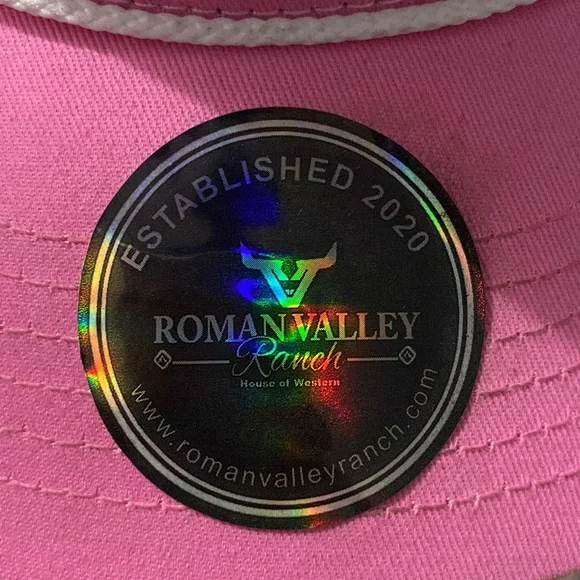 ESTABLISHED 2020
ROMAN VALLEY
Ranch
House of Western
www.romanvalleyranch.com